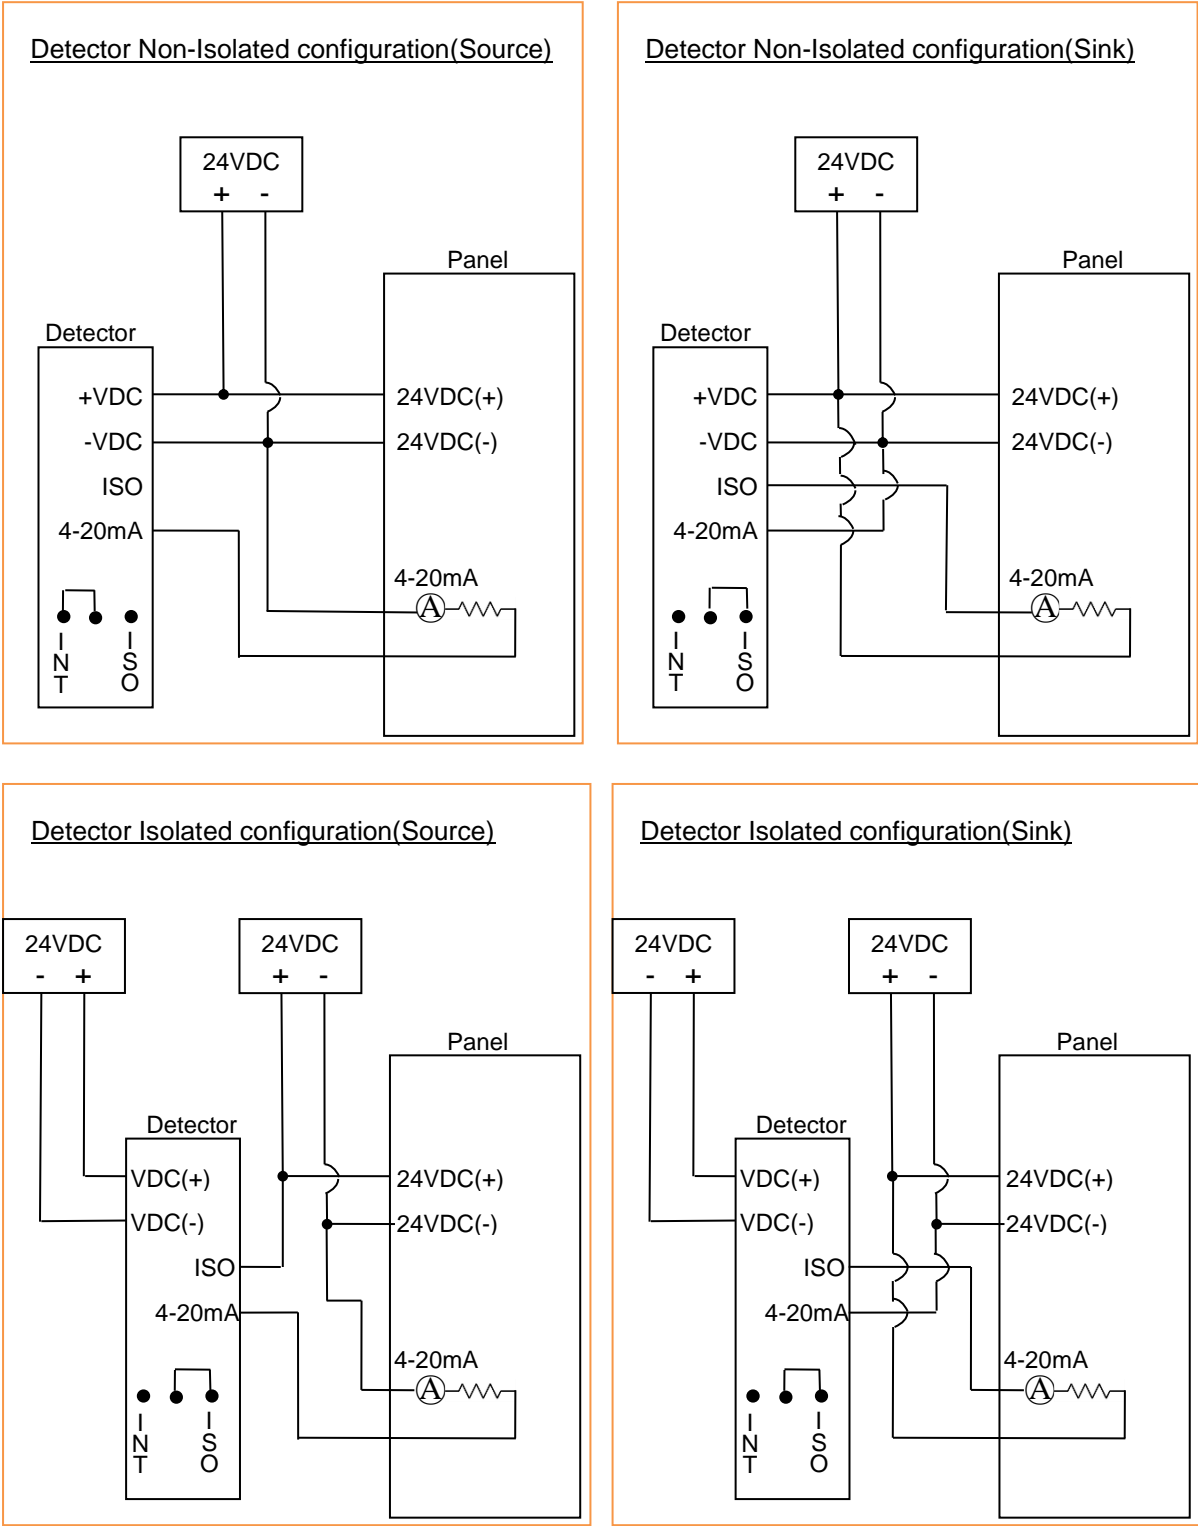 Detector Non-Isolated configuration(Source)
24VDC
+ -
Panel
Detector
+VDC
24VDC(+)
-VDC
24VDC(-)
ISO
4-20mA
4-20mA
A
INT
ISO
Detector Non-Isolated configuration(Sink)
24VDC
+ -
Panel
Detector
+VDC
24VDC(+)
-VDC
24VDC(-)
ISO
4-20mA
4-20mA
A
INT
ISO
Detector Isolated configuration(Source)
24VDC
- +
24VDC
+ -
Panel
Detector
VDC(+)
24VDC(+)
VDC(-)
24VDC(-)
ISO
4-20mA
4-20mA
A
INT
ISO
Detector Isolated configuration(Sink)
24VDC
- +
24VDC
+ -
Panel
Detector
VDC(+)
24VDC(+)
VDC(-)
24VDC(-)
ISO
4-20mA
4-20mA
A
INT
ISO